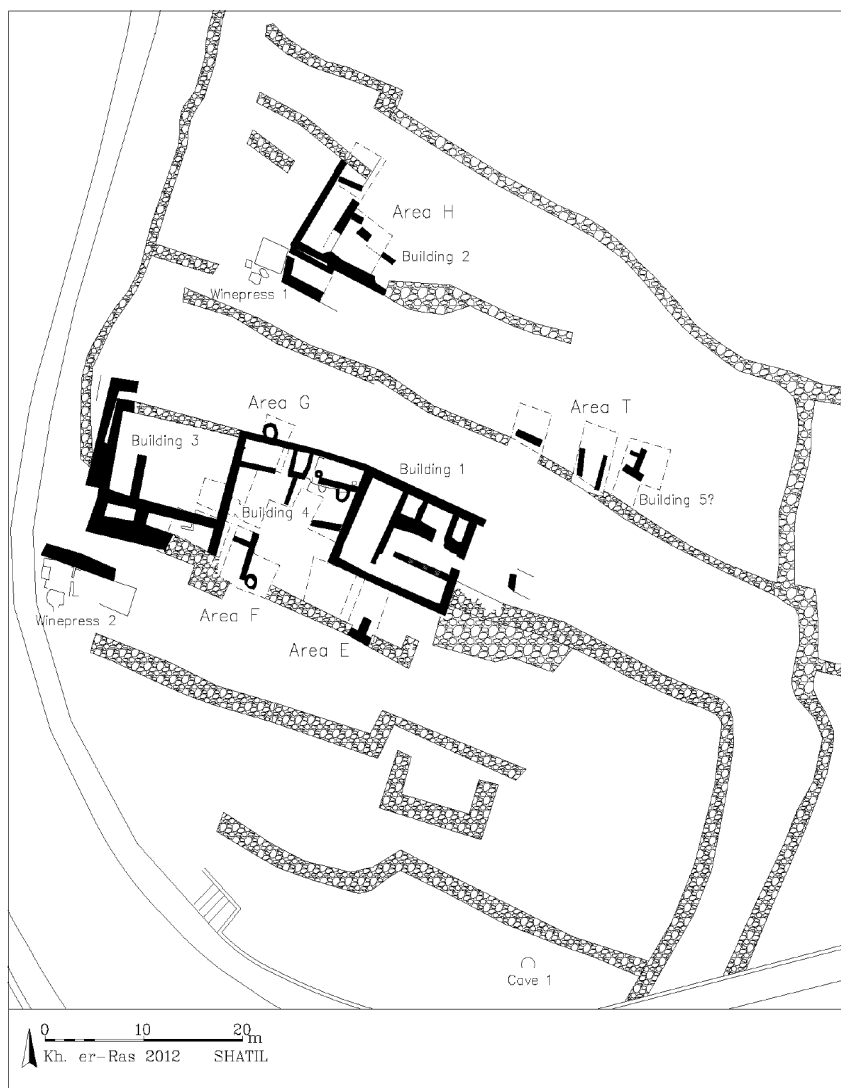 Area H
Building 2
Winepress 1
Area G
Area T
Building 3
Building 1
Building 4
Building 5?
Area F
Winepress 2
Area E
Cave 1
0 10 20 m
Kh. er-Ras 2012 SHATIL